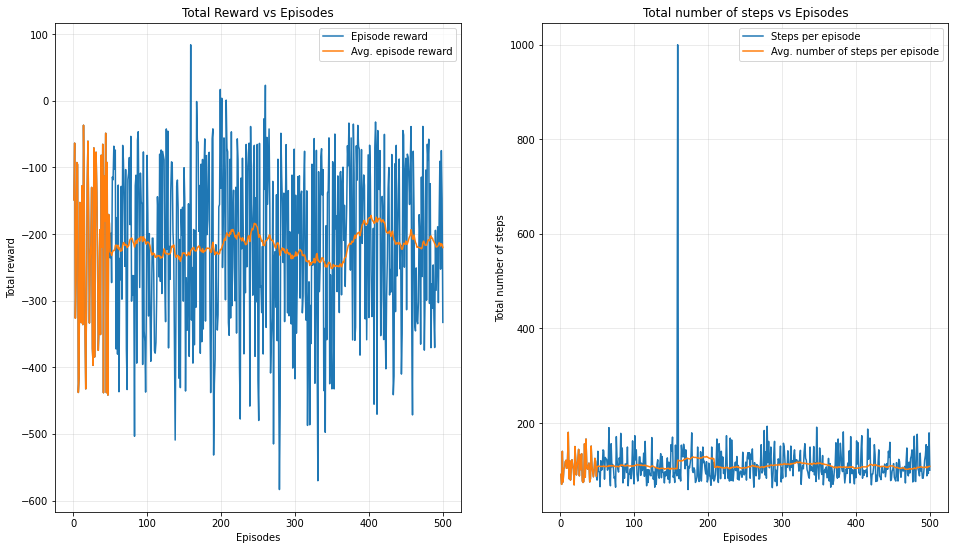 Total Reward vs Episodes
Episode reward
Avg. episode reward
100
0
−100
−200
−300
−400
−500
−600
Total reward
0
100
200
300
400
500
Episodes
Total number of steps vs Episodes
Steps per episode
Avg. number of steps per episode
1000
800
600
400
200
Total number of steps
0
100
200
300
400
500
Episodes